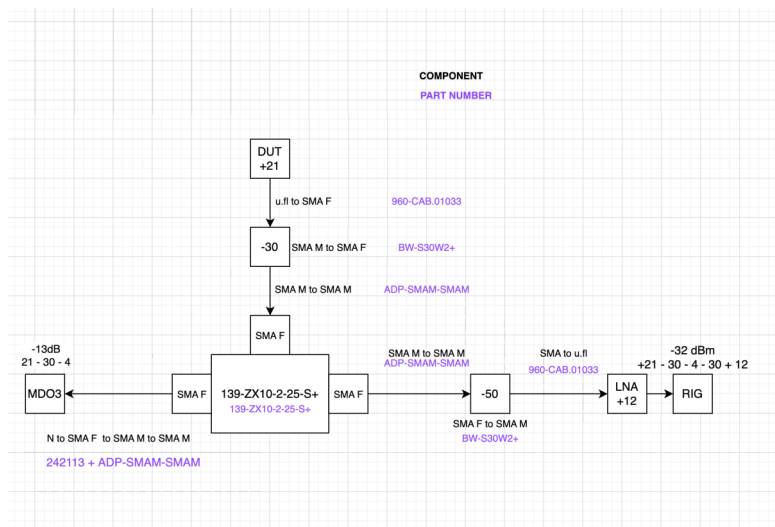 COMPONENT
PART NUMBER
DUT
+21
u.fl to SMA F
960-CAB.01033
-30
SMA M to SMA F
BW-S30W2+
SMA M to SMA M
ADP-SMAM-SMAM
SMA F
-13dB
21 - 30 - 4
MDO3
SMA F
139-ZX10-2-25-S+
139-ZX10-2-25-S+
SMA F
SMA M to SMA M
ADP-SMAM-SMAM
-50
SMA F to SMA M
BW-S30W2+
SMA to u.fl
960-CAB.01033
LNA
+12
-32 dBm
+21 - 30 - 4 - 30 + 12
RIG
N to SMA F to SMA M to SMA M
242113 + ADP-SMAM-SMAM